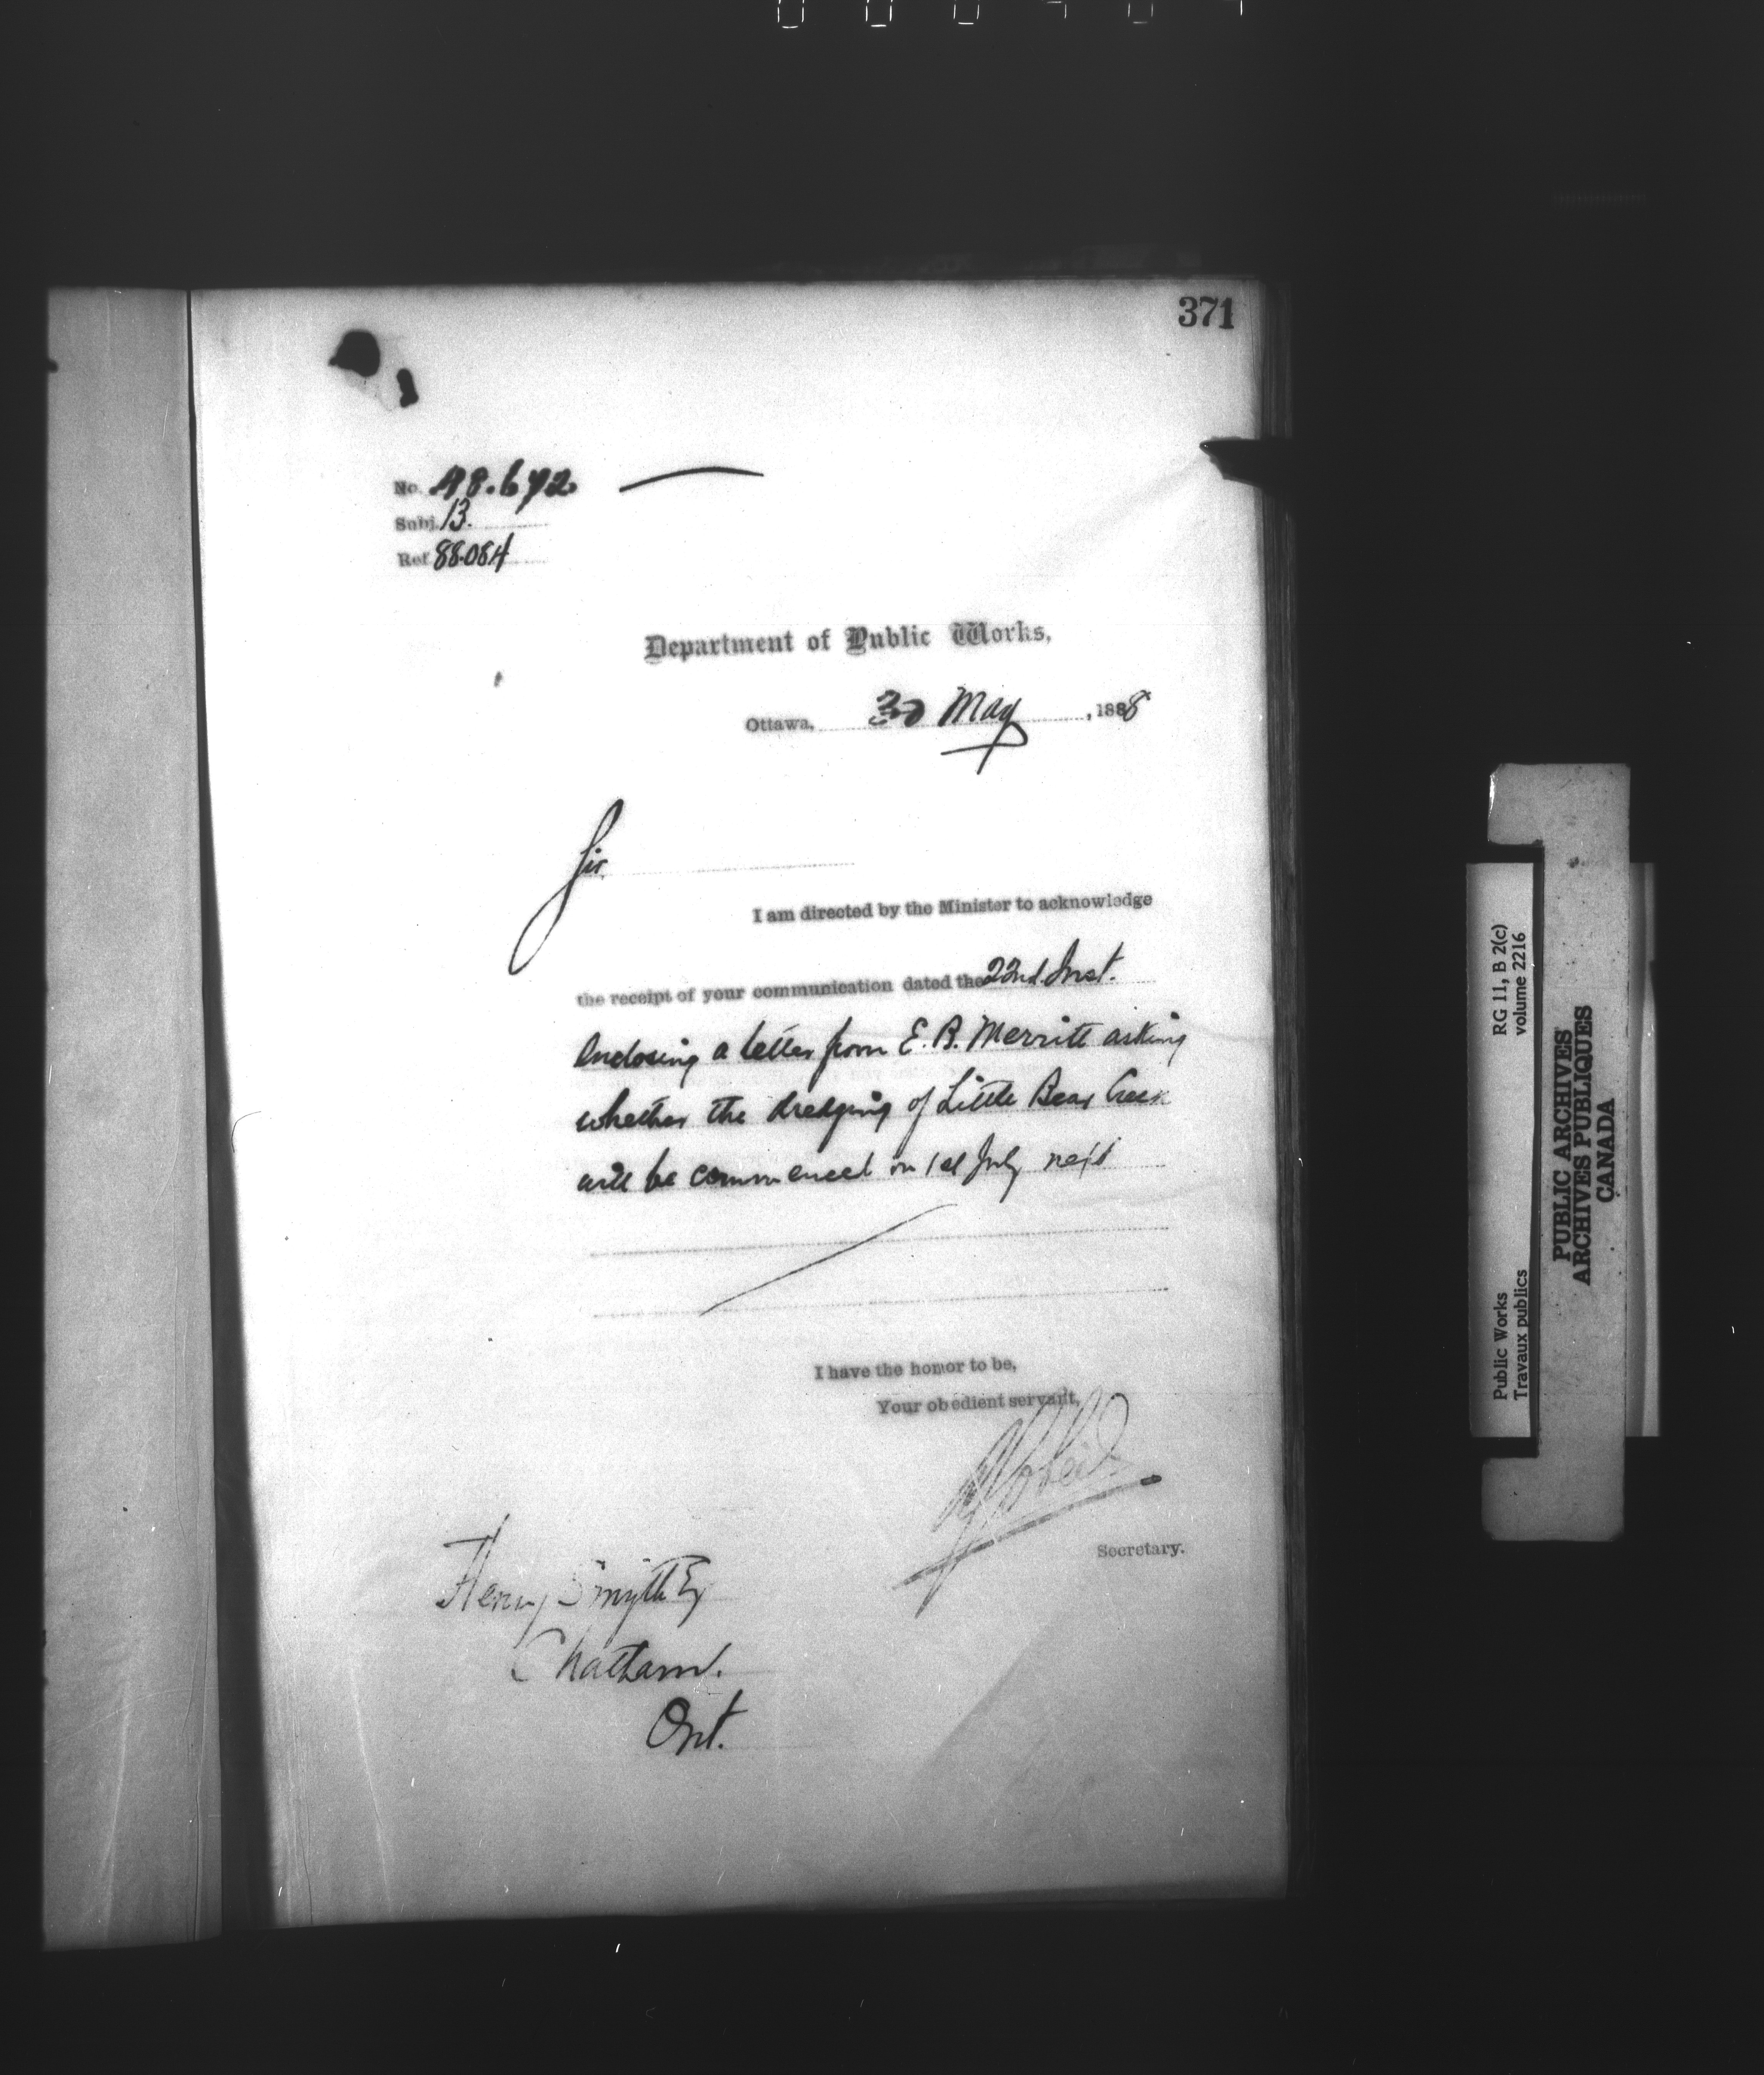 371
No. 48.672
Subj. 13.
Ref. 88.084
Department of Public Works,
Ottawa, 30 May, 1888
Sir,
I am directed by the Minister to acknowledge
the receipt of your communication dated the 22nd Inst.
Enclosing a letter from E. B. Merritt asking
whether the dredging of Little Bear Creek
will be commenced on 1st July next
I have the honor to be,
Your obedient servant,
Secretary.
Henry Smyth Esq
Chatham.
Ont.
Public Works
Travaux publics
RG 11, B 2(c)
volume 2216
PUBLIC ARCHIVES
ARCHIVES PUBLIQUES
CANADA